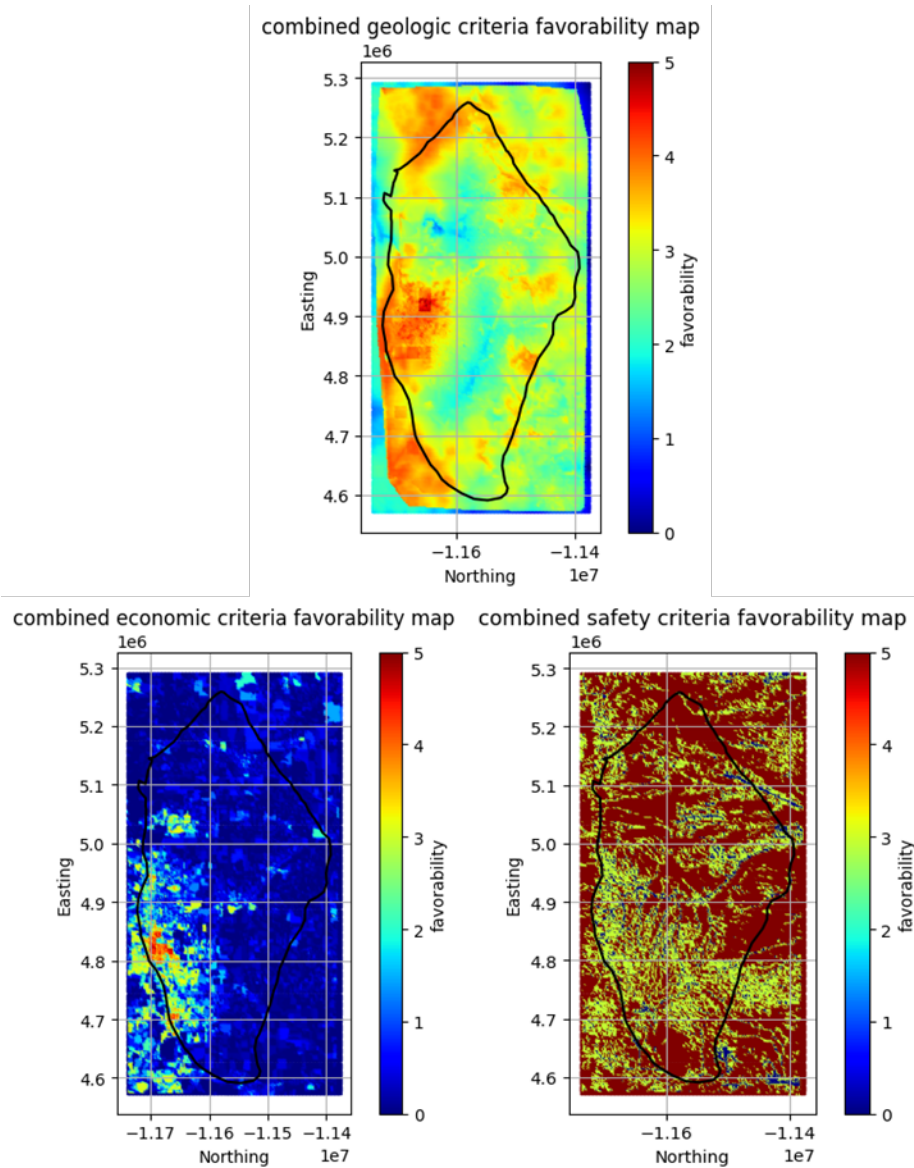 combined geologic criteria favorability map
1e6
5.3
5.2
5.1
5.0
4.9
4.8
4.7
4.6
Easting
−1.16 −1.14
Northing 1e7
5
4
3
2
1
0
favorability
combined economic criteria favorability map
1e6
5.3
5.2
5.1
5.0
4.9
4.8
4.7
4.6
Easting
−1.17 −1.16 −1.15 −1.14
Northing 1e7
5
4
3
2
1
0
favorability
combined safety criteria favorability map
1e6
5.3
5.2
5.1
5.0
4.9
4.8
4.7
4.6
Easting
−1.16 −1.14
Northing 1e7
5
4
3
2
1
0
favorability